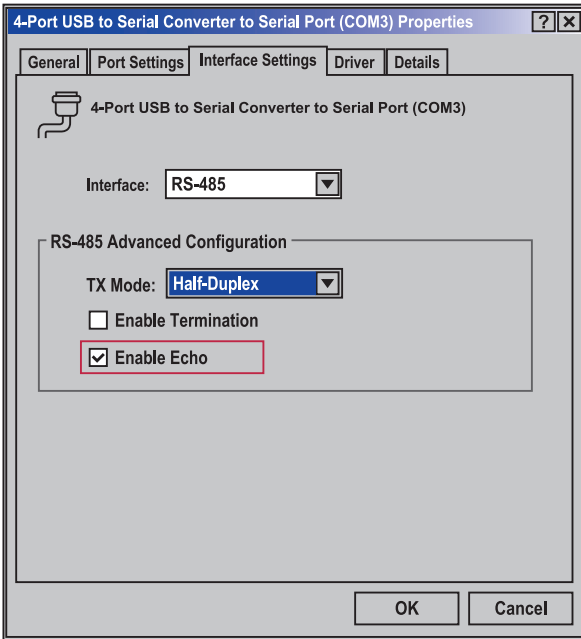 4-Port USB to Serial Converter to Serial Port (COM3) Properties ? ×
General Port Settings Interface Settings Driver Details
4-Port USB to Serial Converter to Serial Port (COM3)
Interface: RS-485
RS-485 Advanced Configuration
TX Mode: Half-Duplex
Enable Termination
Enable Echo
OK Cancel